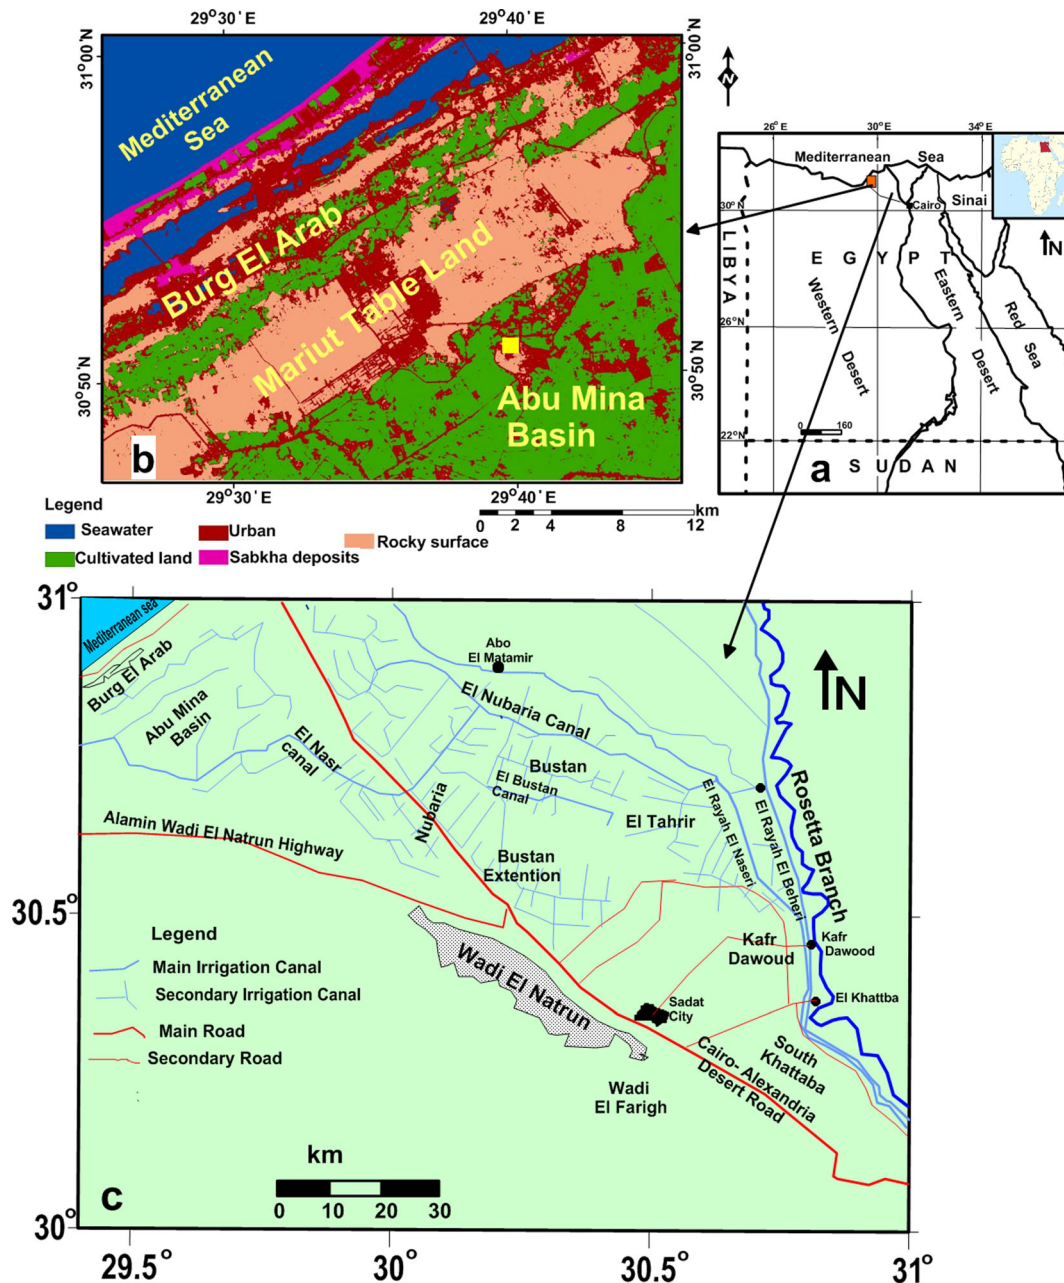 29°30' E
29°40' E
31°00' N
31°00' N
Mediterranean
Sea
Burg El Arab
Mariut Table Land
Abu Mina
Basin
30°50' N
30°50' N
b
29°30' E
29°40' E
N
26°E
30°E
34°E
Mediterranean
Sea
Cairo
Sinai
30°N
N
LIBYA
EGYPT
Western
Desert
Eastern
Desert
Red
Sea
26°N
22°N
0 160
SUDAN
a
Legend
Seawater
Urban
Rocky surface
Cultivated land
Sabkha deposits
km
0 2 4 8 12
31°
Mediterranean sea
Burg El Arab
Abu Mina
Basin
Abo
El Matamir
El Nubaria Canal
El Nasr
canal
Bustan
El Bustan
Canal
Nubaria
El Tahrir
El Rayah El Naseri
El Rayah El Beheri
Rosetta Branch
N
Alamin Wadi El Natrun Highway
Bustan
Extention
30.5°
Legend
Main Irrigation Canal
Secondary Irrigation Canal
Main Road
Secondary Road
Wadi El Natrun
Kafr
Dawoud
Kafr
Dawood
El Khattba
Sadat
City
South
Khattaba
Cairo- Alexandria
Desert Road
Wadi
El Farigh
km
0 10 20 30
c
30°
29.5°
30°
30.5°
31°